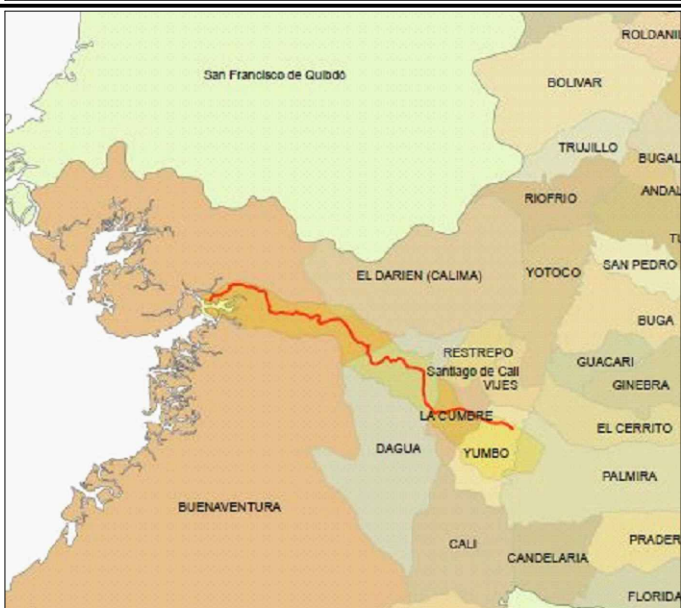 ROLDANIL
San Francisco de Quibdó
BOLIVAR
TRUJILLO
BUGAL
RIOFRIO
ANDAL
TU
EL DARIEN (CALIMA)
YOTOCO
SAN PEDRO
BUGA
RESTREPO
Santiago de Cali
VIJES
GUACARI
GINEBRA
LA CUMBRE
EL CERRITO
DAGUA
YUMBO
PALMIRA
BUENAVENTURA
CALI
CANDELARIA
PRADER
FLORIDA